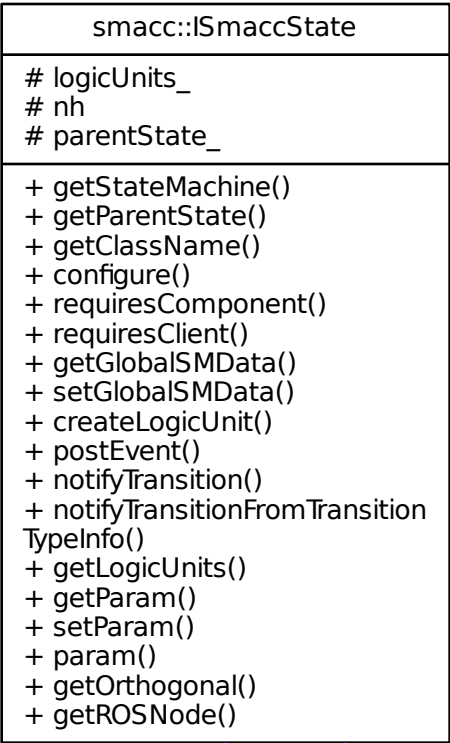 smacc::ISmaccState
# logicUnits_
# nh
# parentState_
+ getStateMachine()
+ getParentState()
+ getClassName()
+ configure()
+ requiresComponent()
+ requiresClient()
+ getGlobalSMData()
+ setGlobalSMData()
+ createLogicUnit()
+ postEvent()
+ notifyTransition()
+ notifyTransitionFromTransition
TypeInfo()
+ getLogicUnits()
+ getParam()
+ setParam()
+ param()
+ getOrthogonal()
+ getROSNode()